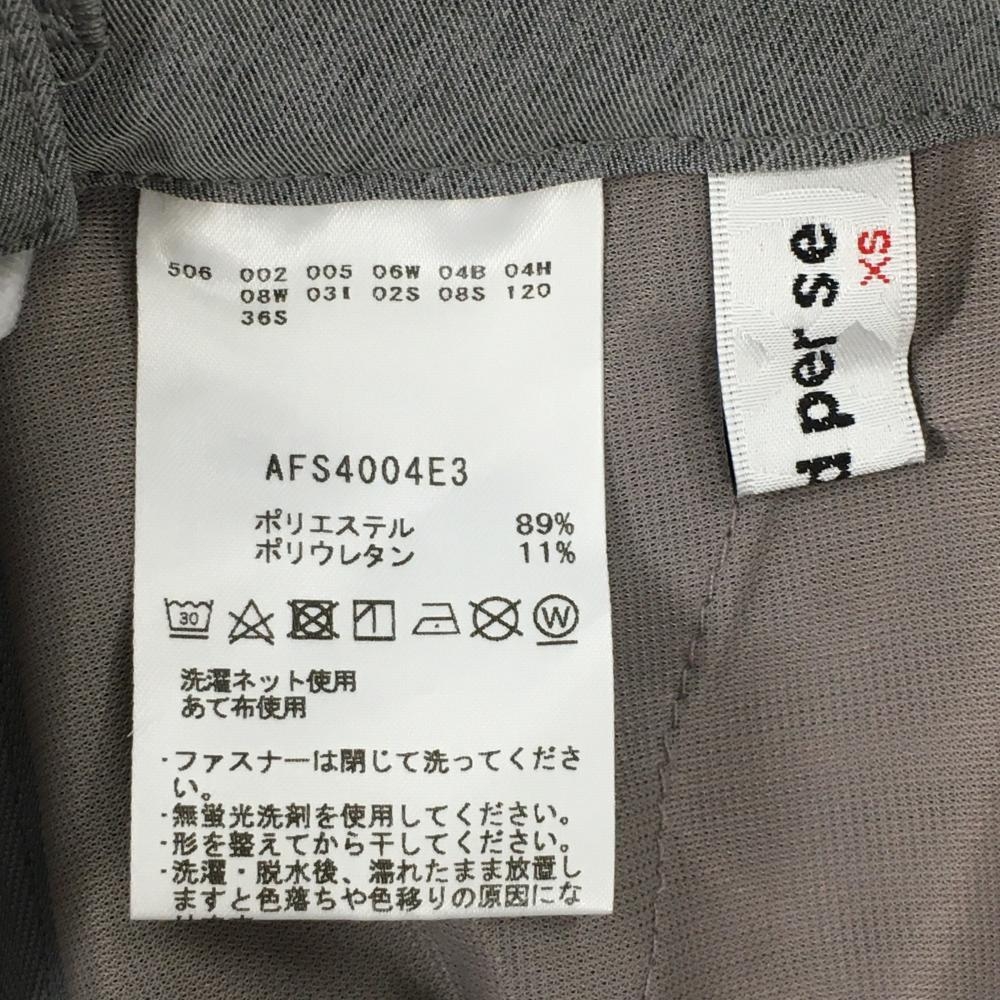 506 002 005 06W 04B 04H
08W 03I 02S 08S 120
36S
AFS4004E3
ポリエステル 89%
ポリウレタン 11%
30
W
洗濯ネット使用
あて布使用
・ファスナーは閉じて洗ってくださ
い。
・無蛍光洗剤を使用してください。
・形を整えてから干してください。
・洗濯・脱水後、濡れたまま放置し
ますと色落ちや色移りの原因にな
per se
XS